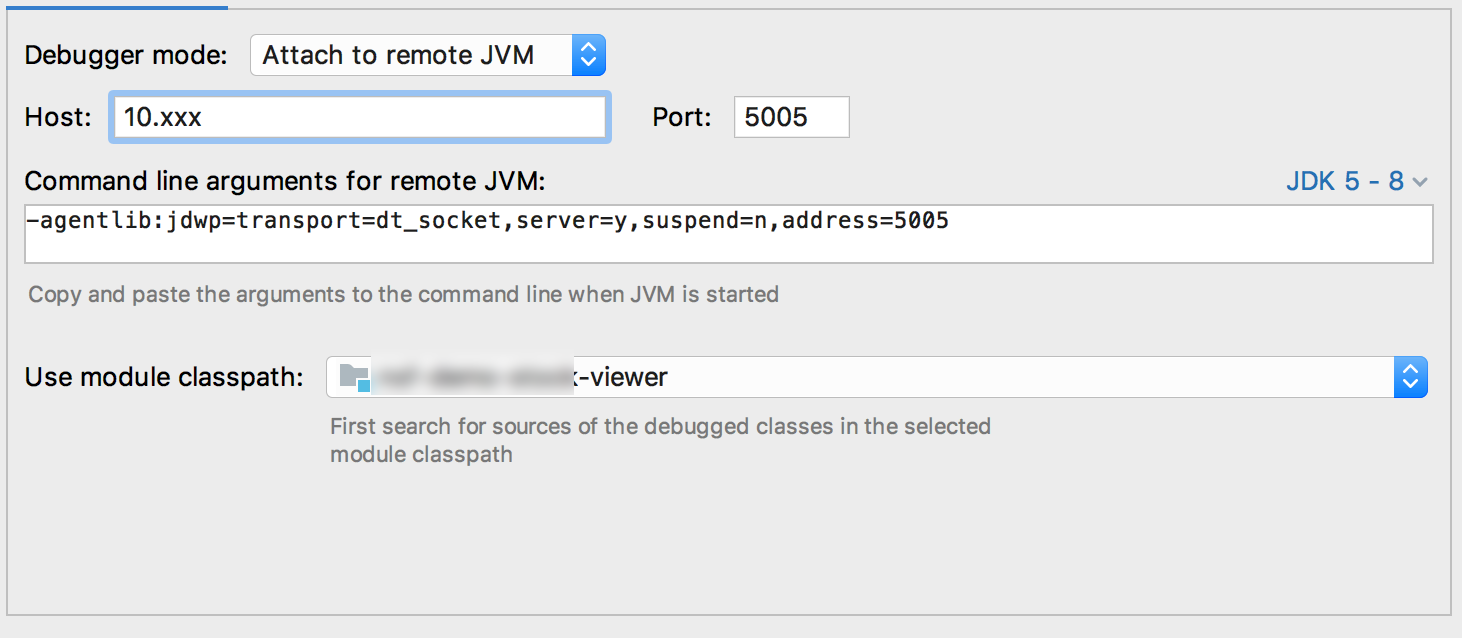 Debugger mode: Attach to remote JVM
Host: 10.xxx Port: 5005
Command line arguments for remote JVM: JDK 5 - 8
-agentlib:jdwp=transport=dt_socket,server=y,suspend=n,address=5005
Copy and paste the arguments to the command line when JVM is started
Use module classpath: -viewer
First search for sources of the debugged classes in the selected
module classpath